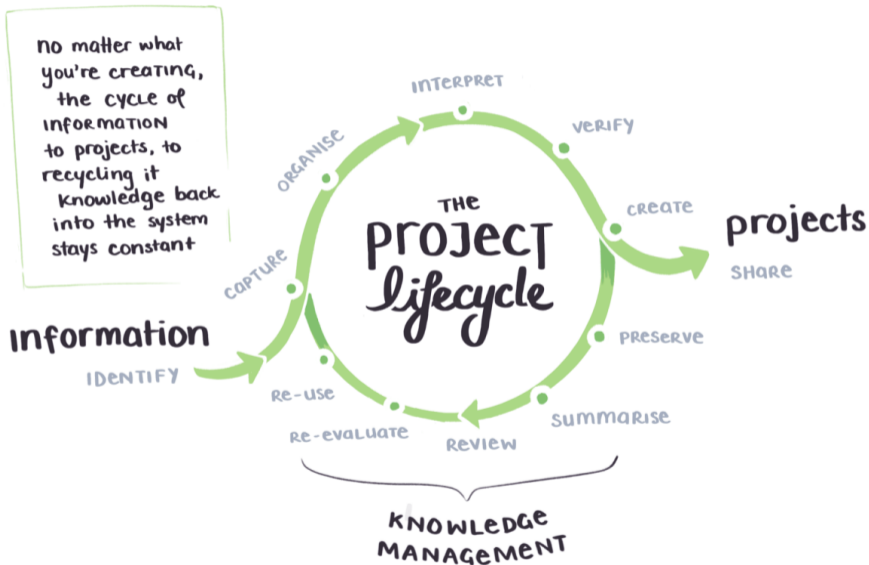 no matter what
you're creating,
the cycle of
information
to projects, to
recycling it
knowledge back
into the system
stays constant
INTERPRET
VERIFY
ORGANISE
CREATE
THE
PROJECT
lifecycle
projects
SHARE
CAPTURE
Information
IDENTIFY
PRESERVE
RE-USE
SUMMARISE
RE-EVALUATE
REVIEW
KNOWLEDGE
MANAGEMENT